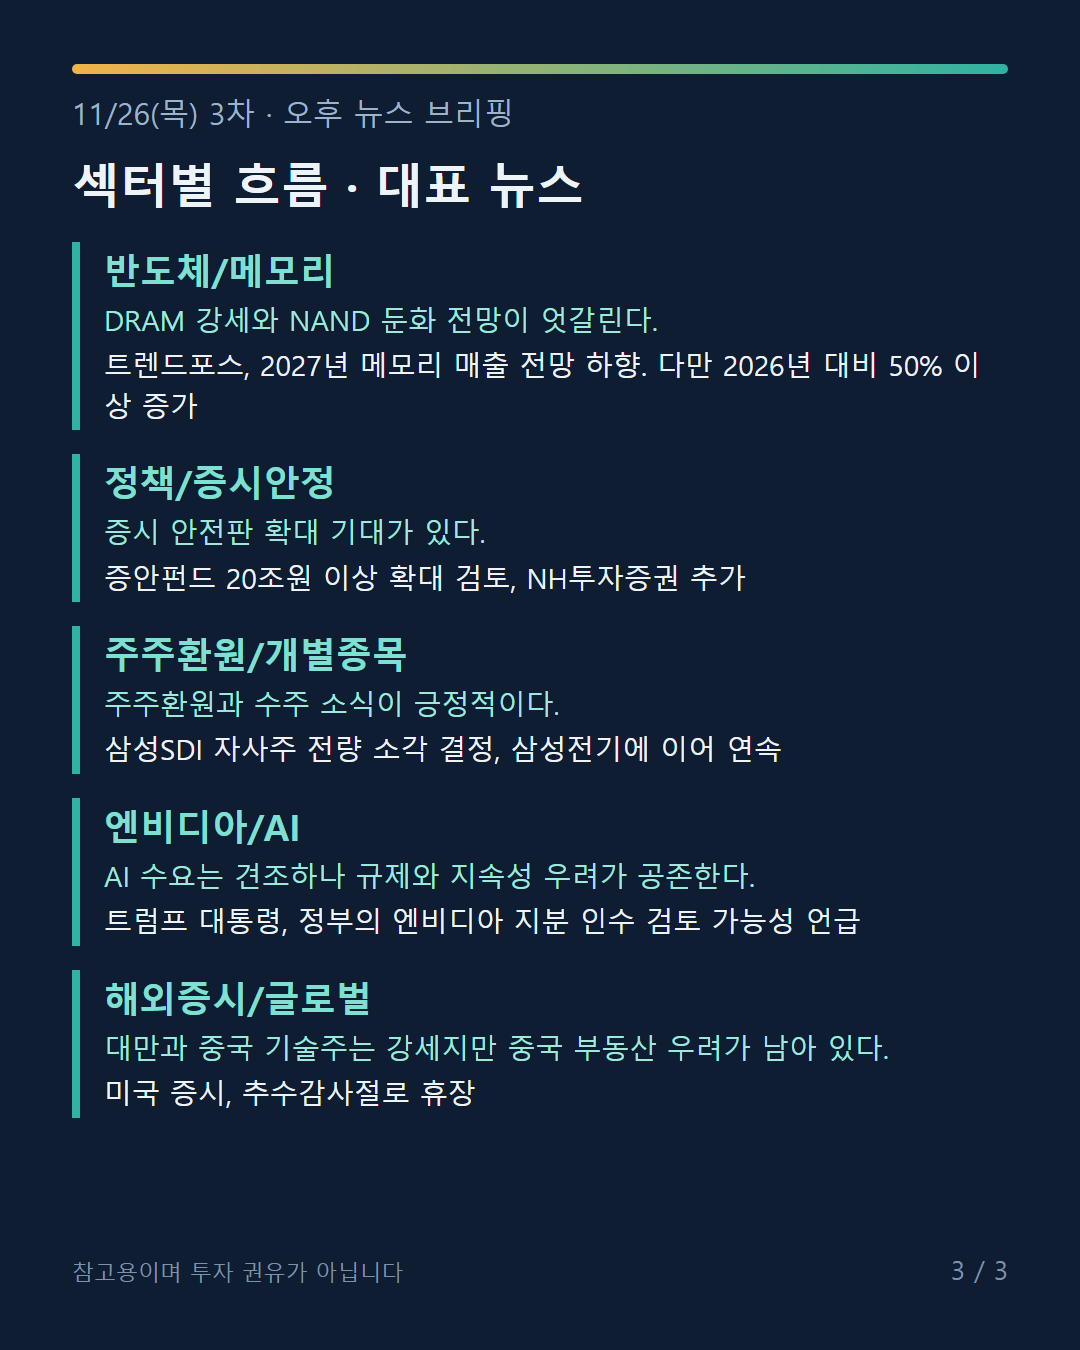 11/26(목) 3차 · 오후 뉴스 브리핑
섹터별 흐름 · 대표 뉴스
반도체/메모리
DRAM 강세와 NAND 둔화 전망이 엇갈린다.
트렌드포스, 2027년 메모리 매출 전망 하향. 다만 2026년 대비 50% 이
상 증가
정책/증시안정
증시 안전판 확대 기대가 있다.
증안펀드 20조원 이상 확대 검토, NH투자증권 추가
주주환원/개별종목
주주환원과 수주 소식이 긍정적이다.
삼성SDI 자사주 전량 소각 결정, 삼성전기에 이어 연속
엔비디아/AI
AI 수요는 견조하나 규제와 지속성 우려가 공존한다.
트럼프 대통령, 정부의 엔비디아 지분 인수 검토 가능성 언급
해외증시/글로벌
대만과 중국 기술주는 강세지만 중국 부동산 우려가 남아 있다.
미국 증시, 추수감사절로 휴장
참고용이며 투자 권유가 아닙니다
3 / 3